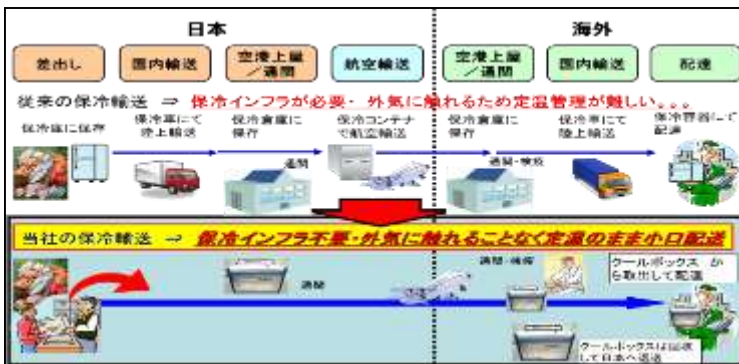 日本
海外
差出し
国内輸送
空港上屋
/通関
航空輸送
空港上屋
/通関
国内輸送
配達
従来の保冷輸送 ⇒ 保冷インフラが必要・外気に触れるため定温管理が難しい。。。
保冷庫に保存
保冷車にて
陸上輸送
保冷倉庫に
保存
保冷コンテナ
で航空輸送
保冷倉庫に
保存
保冷車にて
陸上輸送
保冷容器にて
配達
通関
通関・検疫
当社の保冷輸送 ⇒ 保冷インフラ不要・外気に触れることなく定温のまま小口配送
通関
通関・検疫
クールボックス から
取出して配達
クールボックスは回収
して日本へ返送